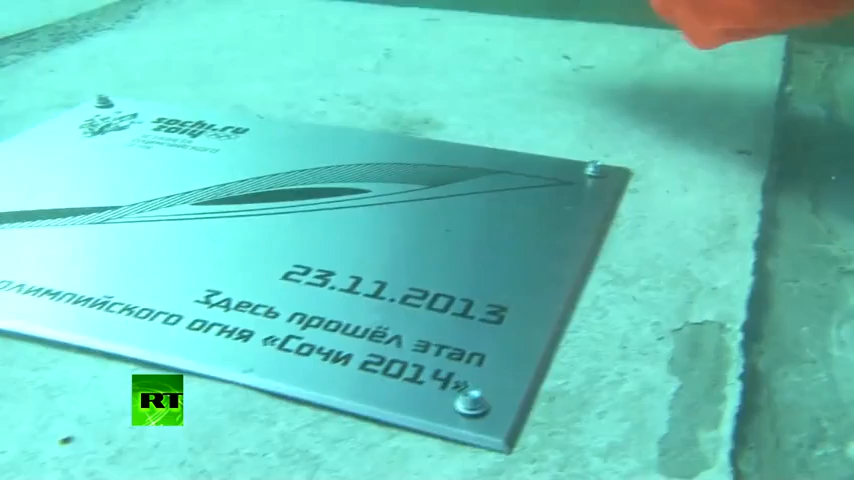 sochi.ru
2014
23.11.2013
Здесь прошёл этап
олимпийского огня «Сочи 2014»
RT